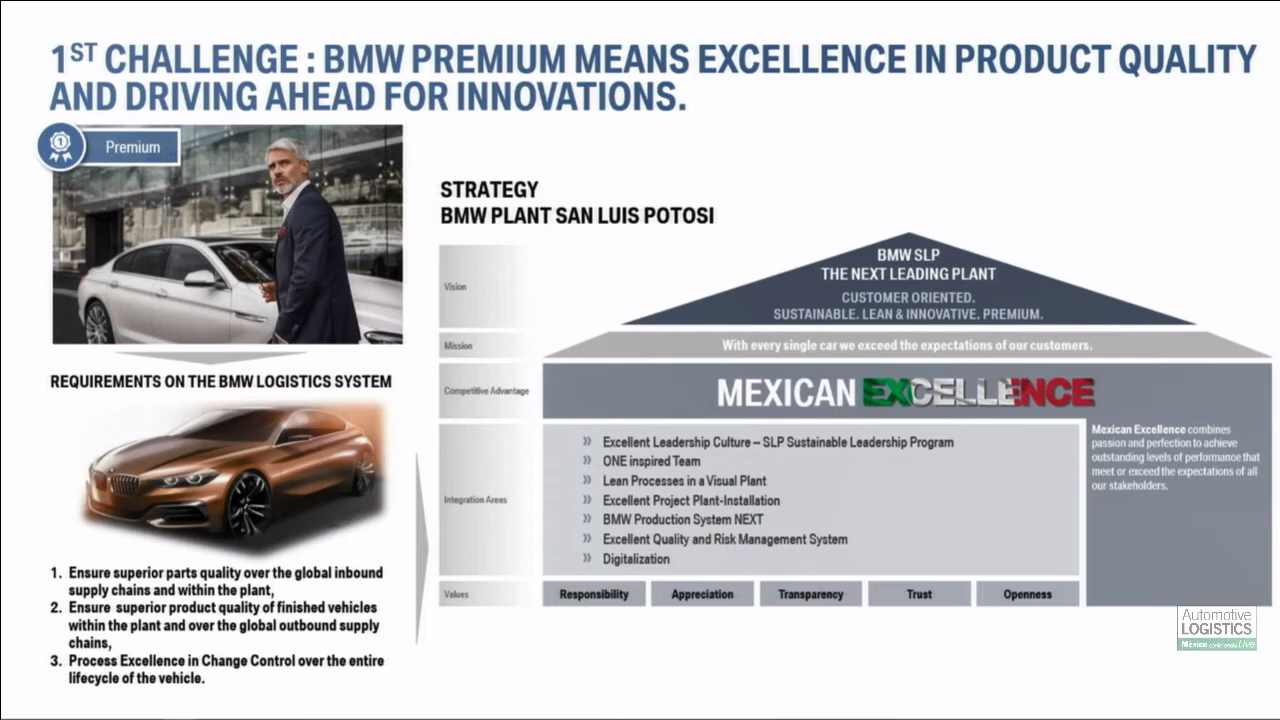 1ST CHALLENGE : BMW PREMIUM MEANS EXCELLENCE IN PRODUCT QUALITY
AND DRIVING AHEAD FOR INNOVATIONS.
1
Premium
REQUIREMENTS ON THE BMW LOGISTICS SYSTEM
1. Ensure superior parts quality over the global inbound
supply chains and within the plant,
2. Ensure superior product quality of finished vehicles
within the plant and over the global outbound supply
chains,
3. Process Excellence in Change Control over the entire
lifecycle of the vehicle.
STRATEGY
BMW PLANT SAN LUIS POTOSI
Vision
BMW SLP
THE NEXT LEADING PLANT
CUSTOMER ORIENTED.
SUSTAINABLE. LEAN & INNOVATIVE. PREMIUM.
Mission
With every single car we exceed the expectations of our customers.
Competitive Advantage
MEXICAN EXCELLENCE
Integration Areas
» Excellent Leadership Culture – SLP Sustainable Leadership Program
» ONE inspired Team
» Lean Processes in a Visual Plant
» Excellent Project Plant-Installation
» BMW Production System NEXT
» Excellent Quality and Risk Management System
» Digitalization
Mexican Excellence combines
passion and perfection to achieve
outstanding levels of performance that
meet or exceed the expectations of all
our stakeholders.
Values
Responsibility
Appreciation
Transparency
Trust
Openness
Automotive
LOGISTICS
México conferencia Live